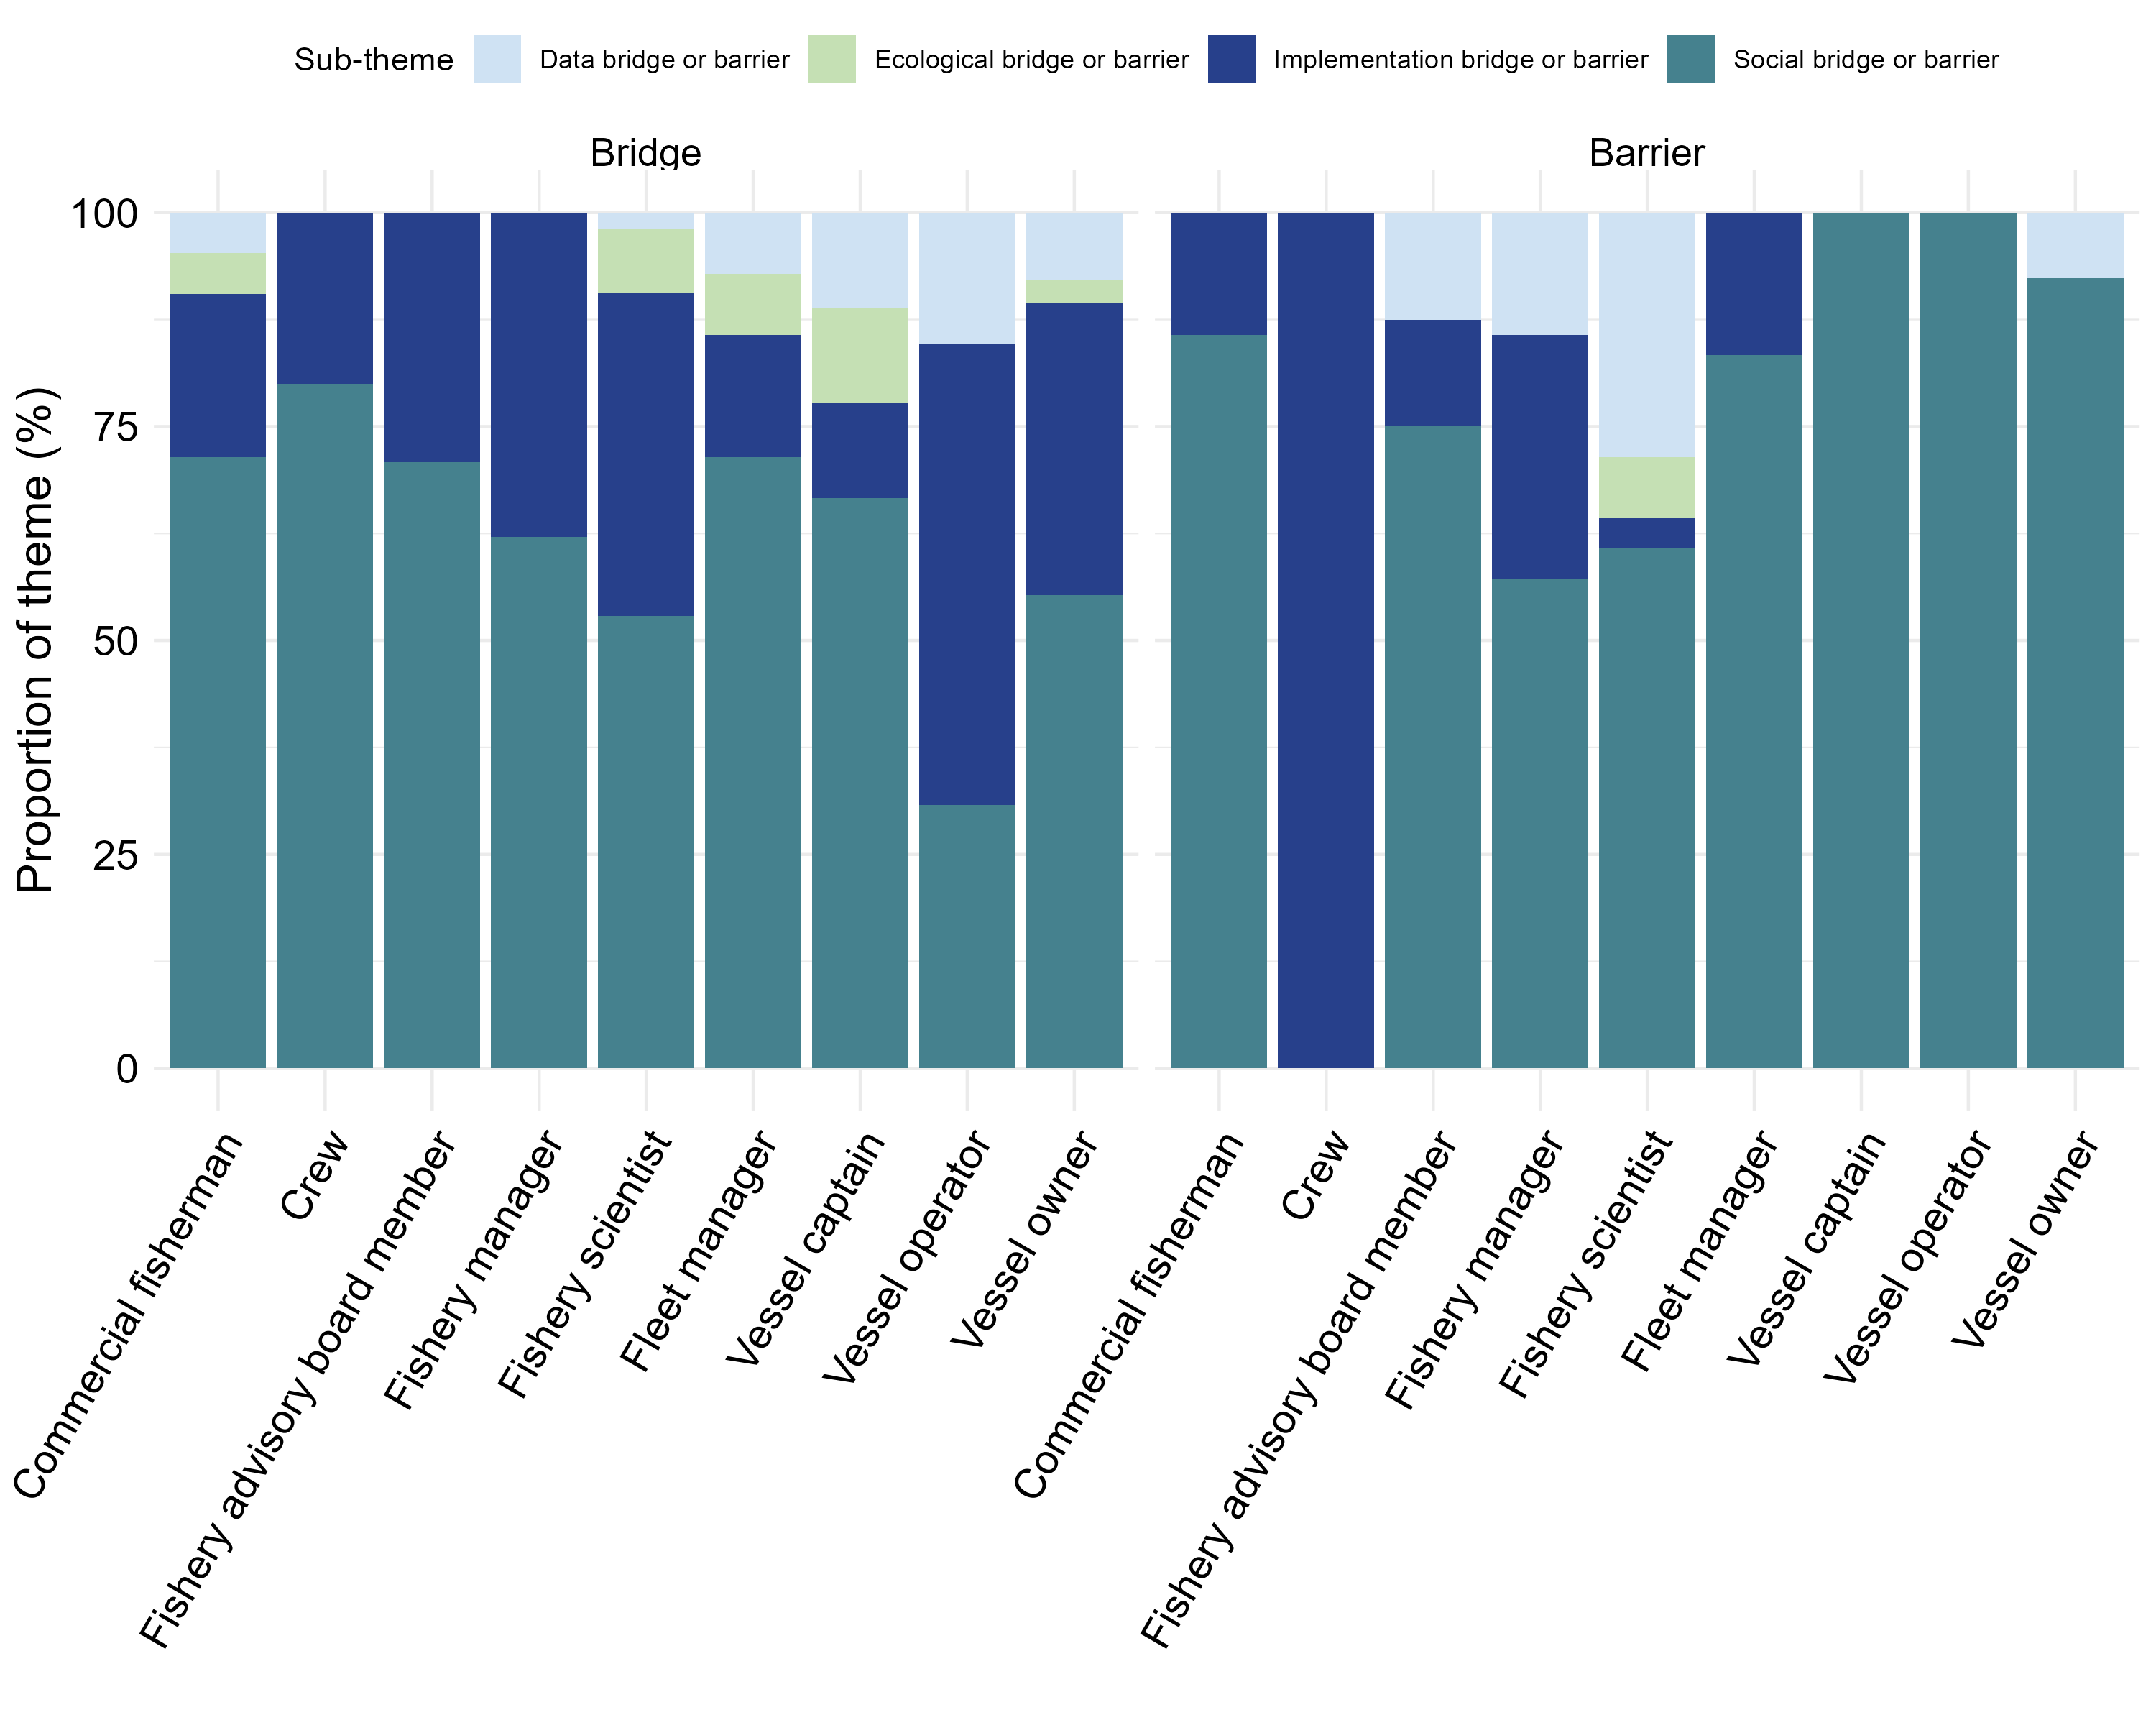 Sub-theme Data bridge or barrier Ecological bridge or barrier Implementation bridge or barrier Social bridge or barrier
Bridge Barrier
Proportion of theme (%)
100
75
50
25
0
Commercial fisherman
Crew
Fishery advisory board member
Fishery manager
Fishery scientist
Fleet manager
Vessel captain
Vessel operator
Vessel owner
Commercial fisherman
Crew
Fishery advisory board member
Fishery manager
Fishery scientist
Fleet manager
Vessel captain
Vessel operator
Vessel owner